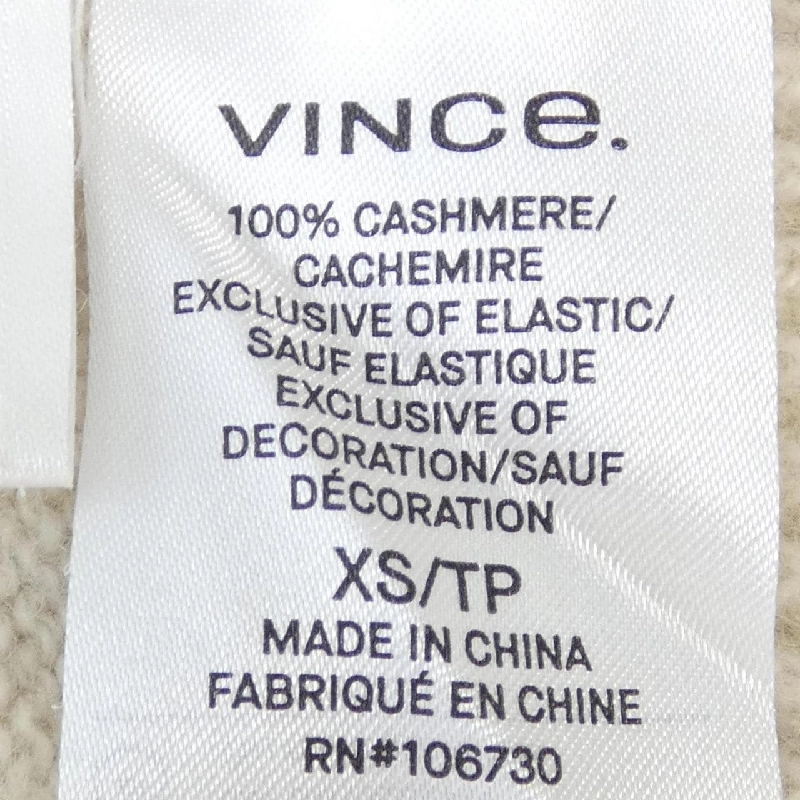 VINCE.
100% CASHMERE/
CACHEMIRE
EXCLUSIVE OF ELASTIC/
SAUF ELASTIQUE
EXCLUSIVE OF
DECORATION/SAUF
DÉCORATION
XS/TP
MADE IN CHINA
FABRIQUÉ EN CHINE
RN#106730